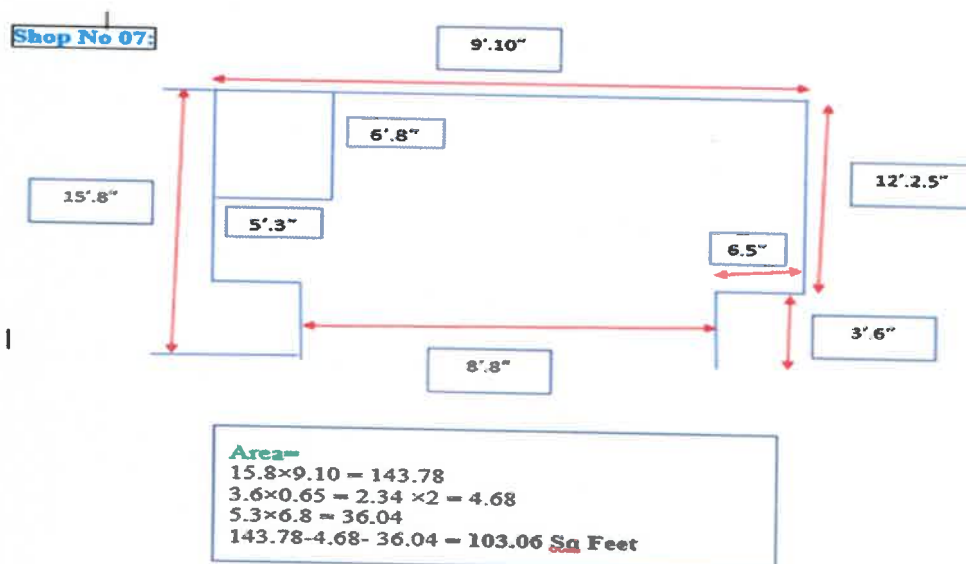 Shop No 07:
9'.10"
6'.8"
15'.8"
12'.2.5"
5'.3"
6.5"
3'.6"
8'.8"
Area=
15.8×9.10 = 143.78
3.6×0.65 = 2.34 ×2 = 4.68
5.3×6.8 = 36.04
143.78-4.68- 36.04 = 103.06 Sq Feet